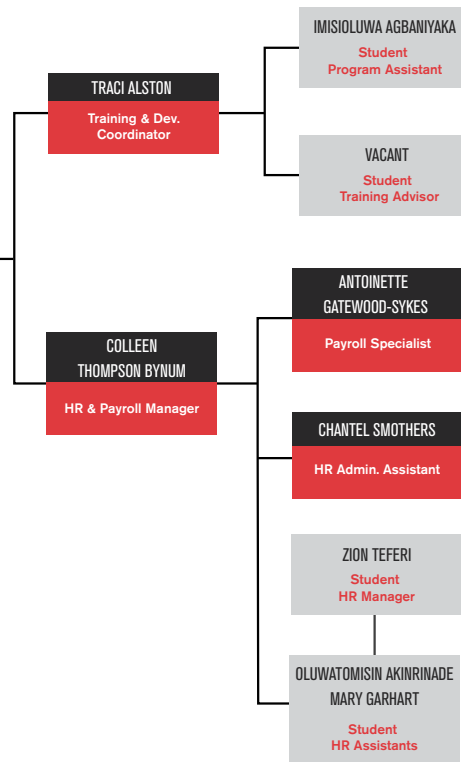 IMISIOLUWA AGBANIYAKA
Student
Program Assistant
TRACI ALSTON
Training & Dev.
Coordinator
VACANT
Student
Training Advisor
ANTOINETTE
GATEWOOD-SYKES
Payroll Specialist
COLLEEN
THOMPSON BYNUM
HR & Payroll Manager
CHANTEL SMOTHERS
HR Admin. Assistant
ZION TEFERI
Student
HR Manager
OLUWATOMISIN AKINRINADE
MARY GARHART
Student
HR Assistants